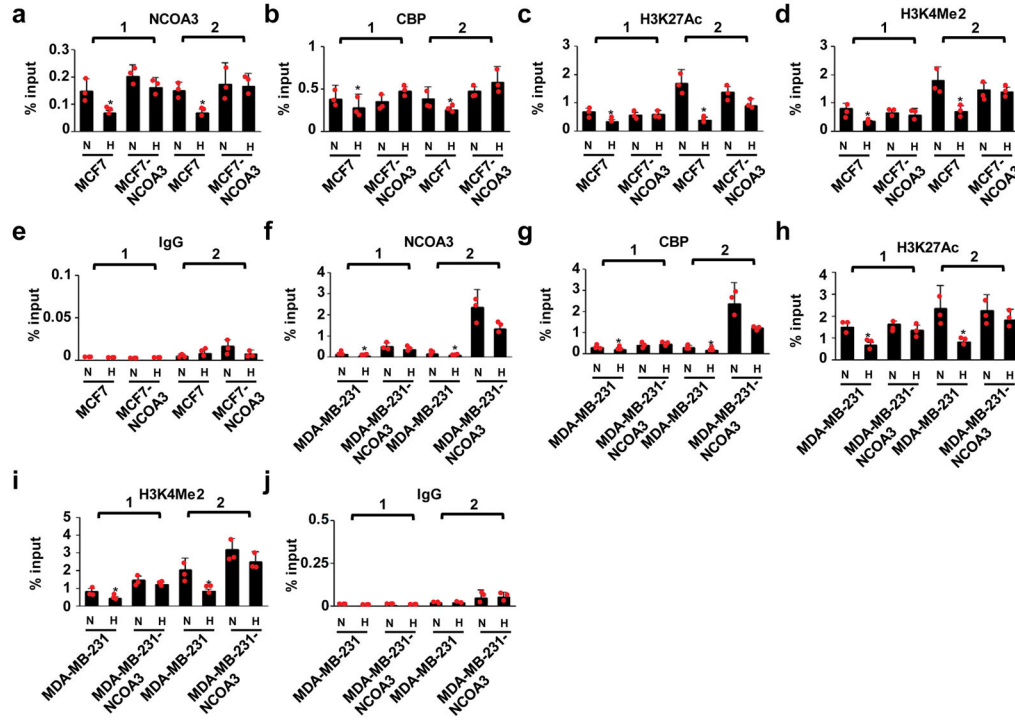 a
NCOA3
1
2
% input
0.3
0.2
0.1
0
N H N H N H N H
MCF7
MCF7-
NCOA3
MCF7
MCF7-
NCOA3
b
CBP
1
2
% input
1
0.5
0
N H N H N H N H
MCF7
MCF7-
NCOA3
MCF7
MCF7-
NCOA3
c
H3K27Ac
1
2
% input
3
2
1
0
N H N H N H N H
MCF7
MCF7-
NCOA3
MCF7
MCF7-
NCOA3
d
H3K4Me2
1
2
% input
3
2
1
0
N H N H N H N H
MCF7
MCF7-
NCOA3
MCF7
MCF7-
NCOA3
e
IgG
1
2
% input
0.1
0.05
0
N H N H N H N H
MCF7
MCF7-
NCOA3
MCF7
MCF7-
NCOA3
f
NCOA3
1
2
% input
4
3
2
1
0
N H N H N H N H
MDA-MB-231
MDA-MB-231-
NCOA3
MDA-MB-231
MDA-MB-231-
NCOA3
g
CBP
1
2
% input
4
3
2
1
0
N H N H N H N H
MDA-MB-231
MDA-MB-231-
NCOA3
MDA-MB-231
MDA-MB-231-
NCOA3
h
H3K27Ac
1
2
% input
4
3
2
1
0
N H N H N H N H
MDA-MB-231
MDA-MB-231-
NCOA3
MDA-MB-231
MDA-MB-231-
NCOA3
i
H3K4Me2
1
2
% input
5
4
3
2
1
0
N H N H N H N H
MDA-MB-231
MDA-MB-231-
NCOA3
MDA-MB-231
MDA-MB-231-
NCOA3
j
IgG
1
2
% input
0.5
0.25
0
N H N H N H N H
MDA-MB-231
MDA-MB-231-
NCOA3
MDA-MB-231
MDA-MB-231-
NCOA3